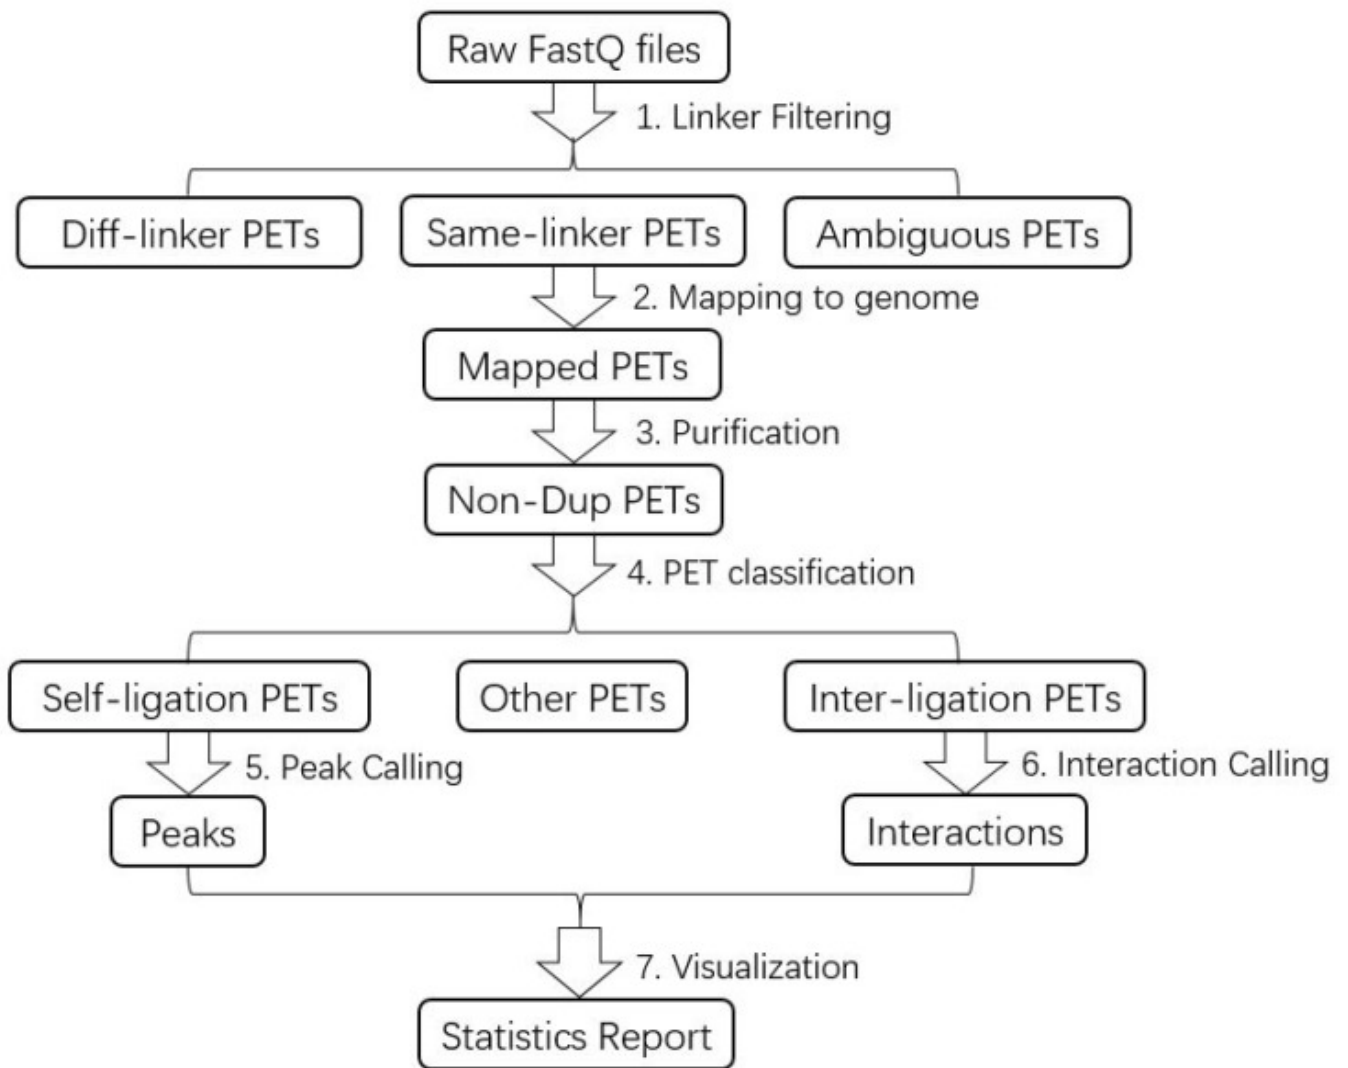 Raw FastQ files
1. Linker Filtering
Diff-linker PETs
Same-linker PETs
Ambiguous PETs
2. Mapping to genome
Mapped PETs
3. Purification
Non-Dup PETs
4. PET classification
Self-ligation PETs
Other PETs
Inter-ligation PETs
5. Peak Calling
6. Interaction Calling
Peaks
Interactions
7. Visualization
Statistics Report